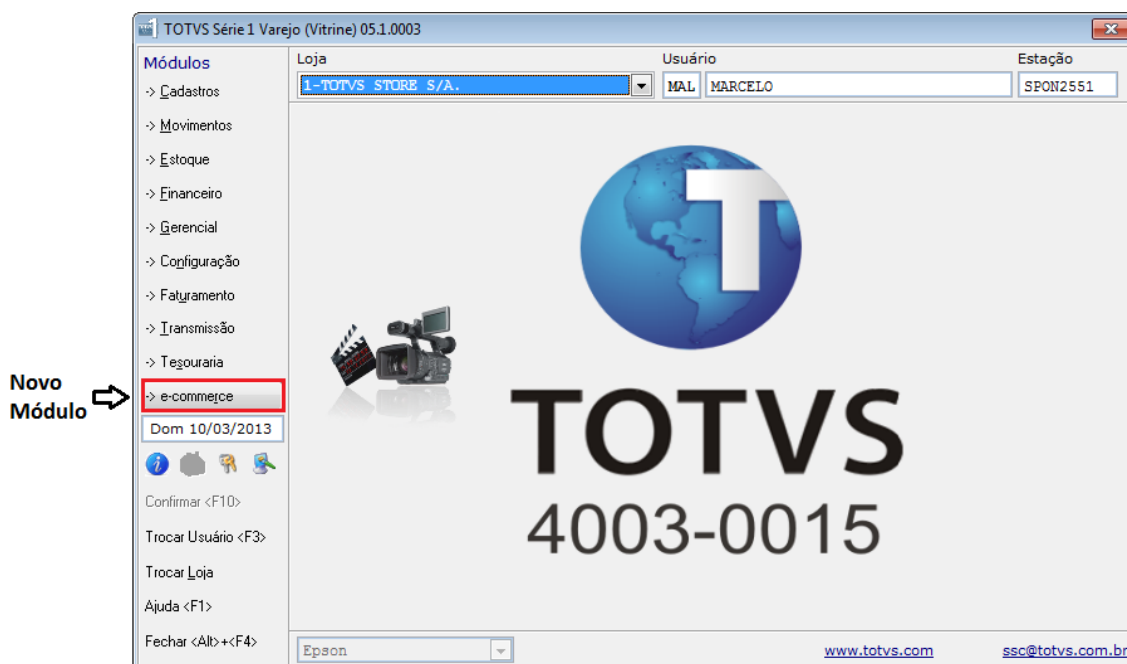 TOTVS Série 1 Varejo (Vitrine) 05.1.0003
Módulos
-> Cadastros
-> Movimentos
-> Estoque
-> Financeiro
-> Gerencial
-> Configuração
-> Faturamento
-> Transmissão
-> Tesouraria
Novo
Módulo
-> e-commerce
Dom 10/03/2013
Confirmar <F10>
Trocar Usuário <F3>
Trocar Loja
Ajuda <F1>
Fechar <Alt>+<F4>
Loja
Usuário
Estação
1-TOTVS STORE S/A.
MAL
MARCELO
SPON2551
T
TOTVS
4003-0015
Epson
www.totvs.com
ssc@totvs.com.br